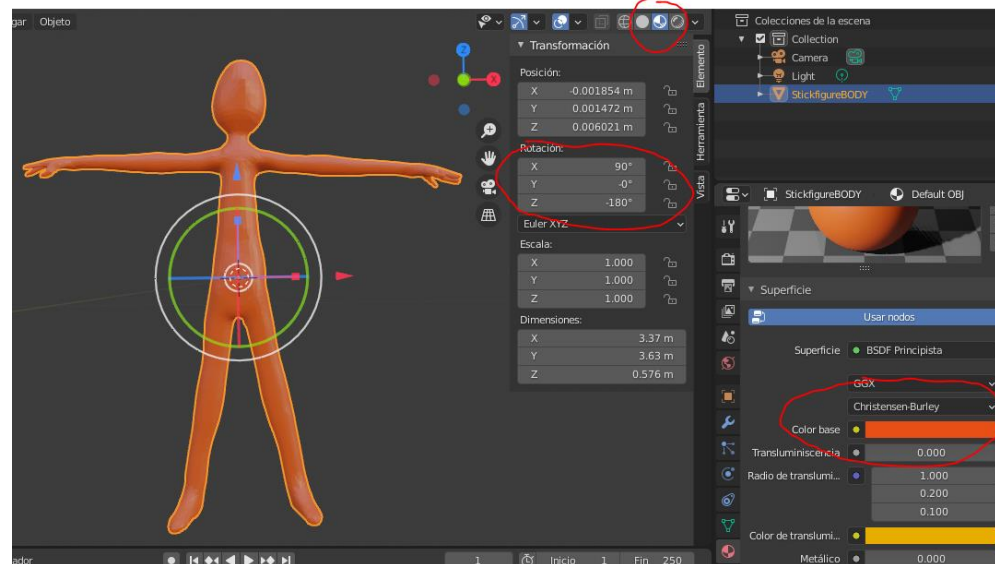 gar Objeto
Z
X
Transformación
Posición:
X -0.001854 m
Y 0.001472 m
Z 0.006021 m
Rotación:
X 90°
Y -0°
Z -180°
Euler XYZ
Escala:
X 1.000
Y 1.000
Z 1.000
Dimensiones:
X 3.37 m
Y 3.63 m
Z 0.576 m
Elemento
Herramienta
Vista
Colecciones de la escena
Collection
Camera
Light
StickfigureBODY
StickfigureBODY Default OBJ
Superficie
Usar nodos
Superficie BSDF Principista
GGX
Christensen-Burley
Color base
Transluminiscencia 0.000
Radio de translumi... 1.000
0.200
0.100
Color de translumi...
Metálico 0.000
ador 1 Inicio 1 Fin 250